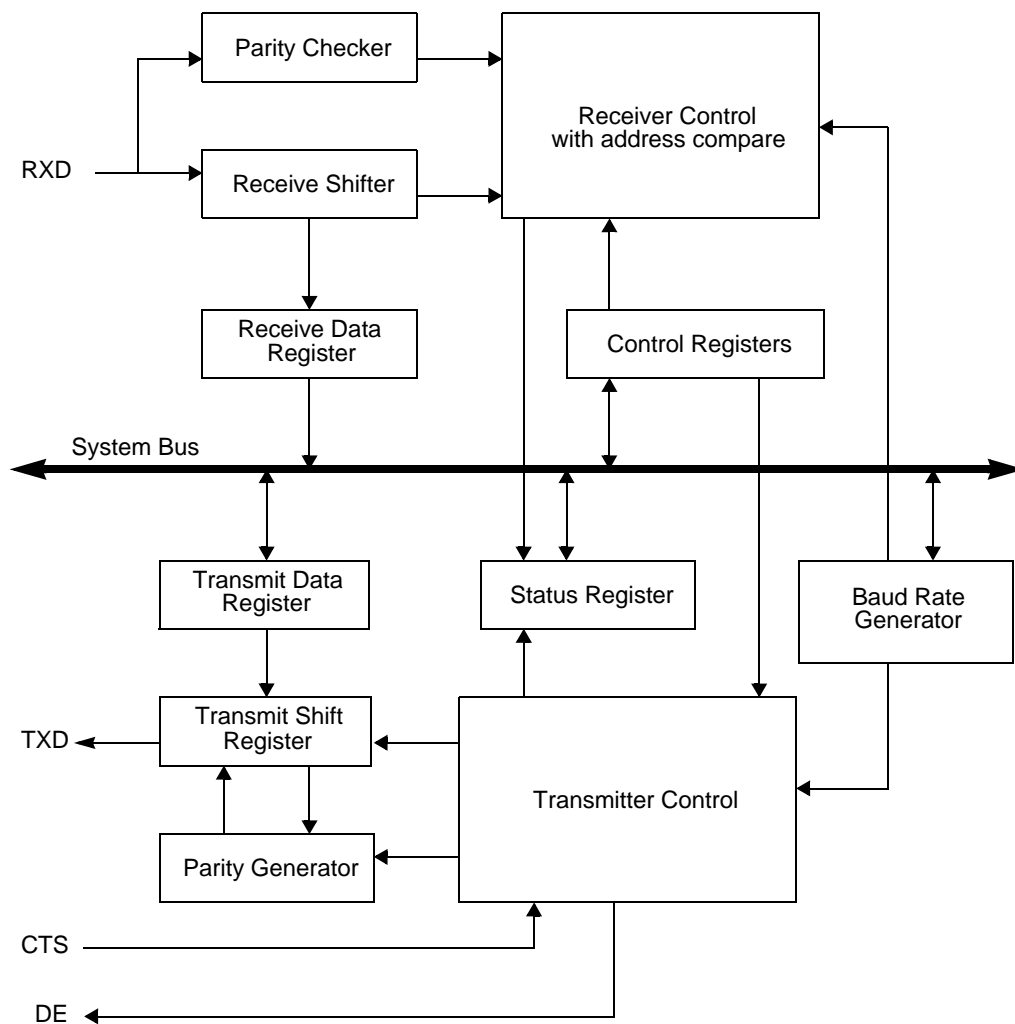 Parity Checker
Receiver Control
with address compare
RXD
Receive Shifter
Receive Data
Register
Control Registers
System Bus
Transmit Data
Register
Status Register
Baud Rate
Generator
Transmit Shift
Register
TXD
Transmitter Control
Parity Generator
CTS
DE